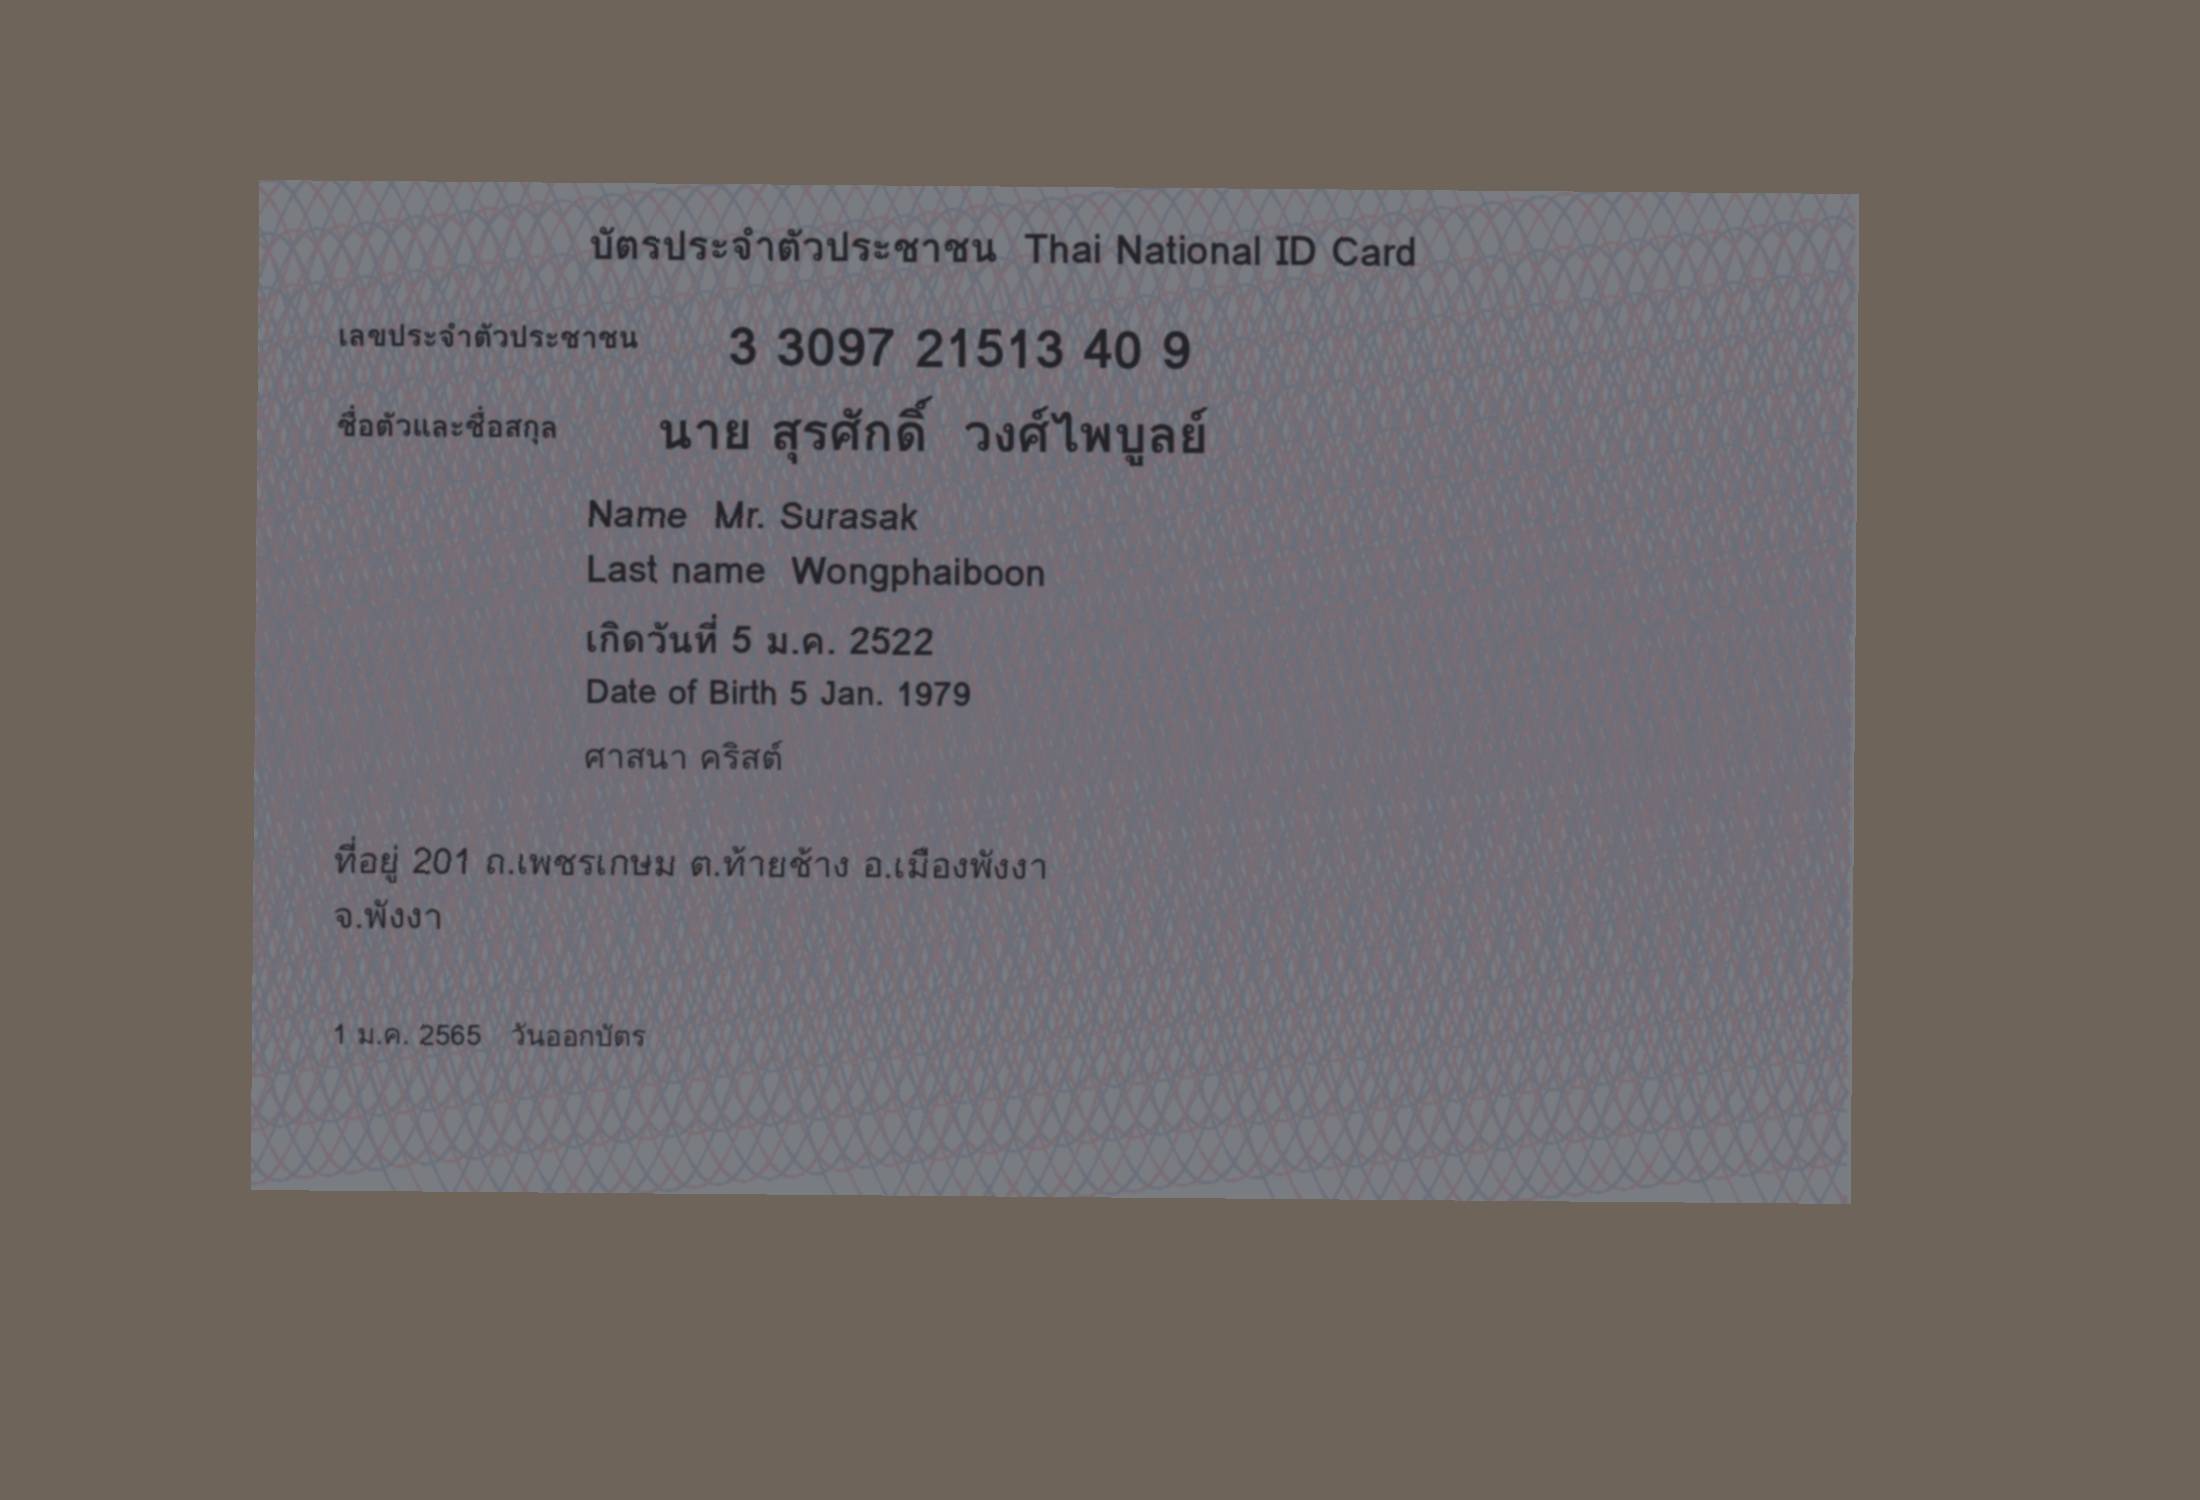 บัตรประจำตัวประชาชน Thai National ID Card
เลขประจำตัวประชาชน 3 3097 21513 40 9
ชื่อตัวและชื่อสกุล นาย สุรศักดิ์ วงศ์ไพบูลย์
Name Mr. Surasak
Last name Wongphaiboon
เกิดวันที่ 5 ม.ค. 2522
Date of Birth 5 Jan. 1979
ศาสนา คริสต์
ที่อยู่ 201 ถ.เพชรเกษม ต.ท้ายช้าง อ.เมืองพังงา
จ.พังงา
1 ม.ค. 2565 วันออกบัตร